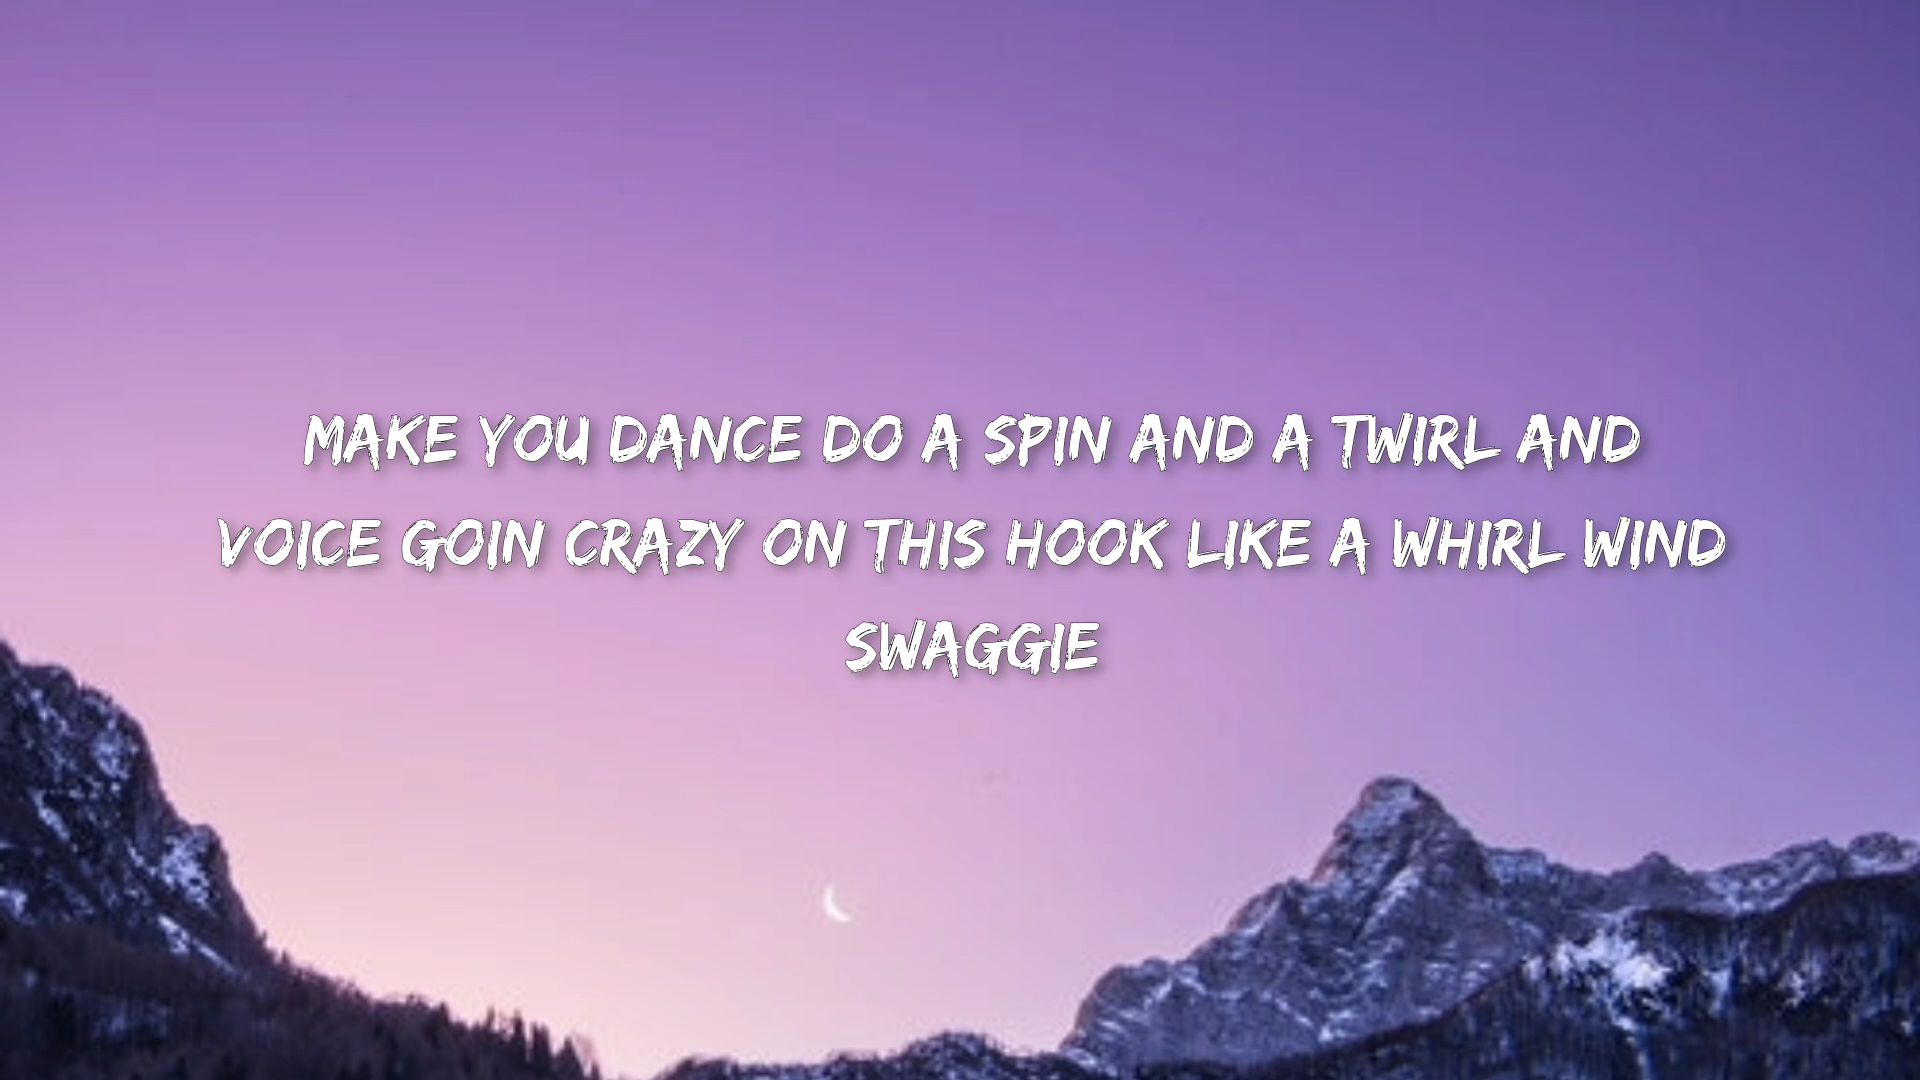 MAKE YOU DANCE DO A SPIN AND A TWIRL AND
VOICE GOIN CRAZY ON THIS HOOK LIKE A WHIRL WIND
SWAGGIE